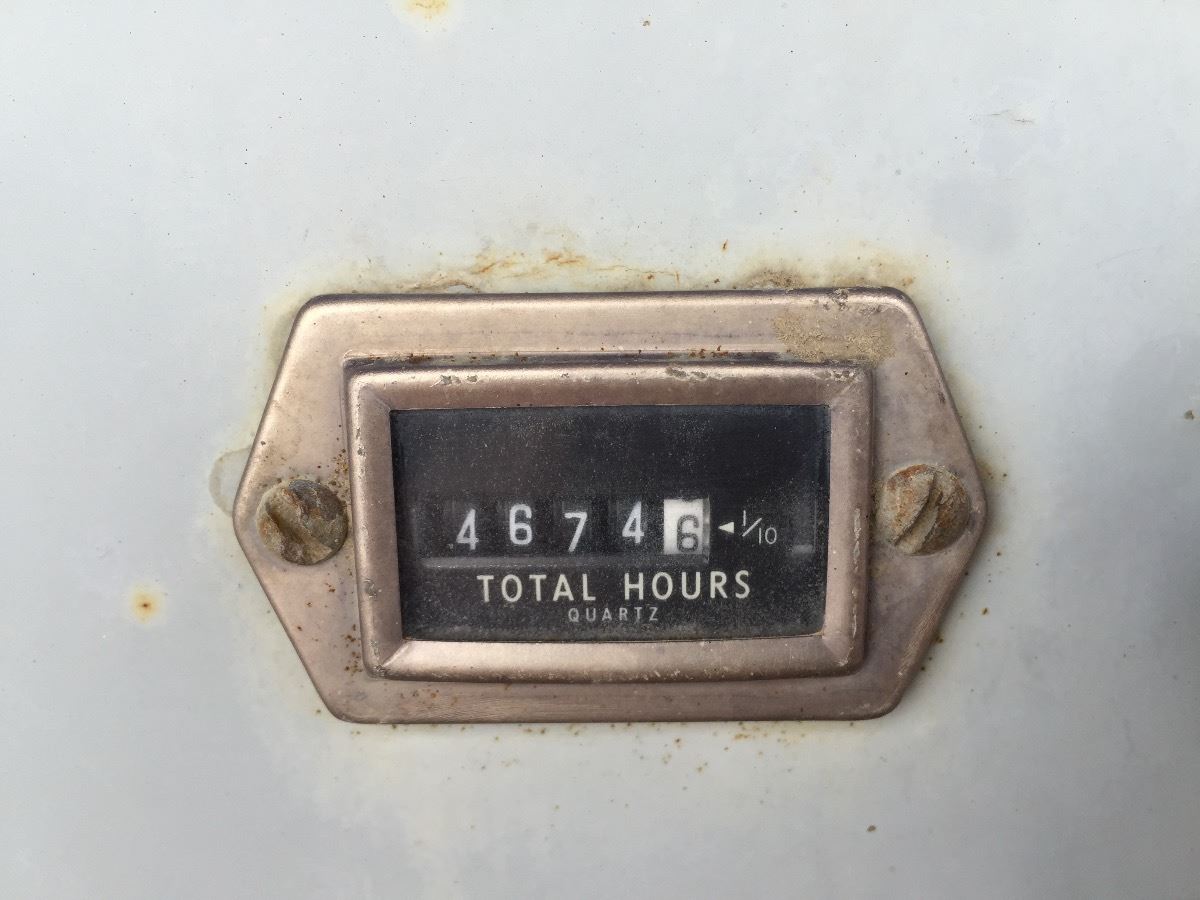 4 6 7 4 6 ◄ 1/10
TOTAL HOURS
QUARTZ